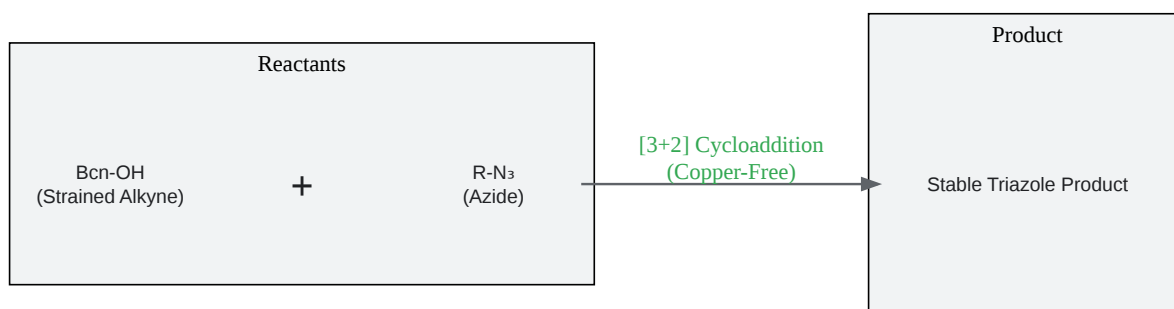 Reactants
Bcn-OH
(Strained Alkyne)
+
R-N₃
(Azide)
[3+2] Cycloaddition
(Copper-Free)
Product
Stable Triazole Product